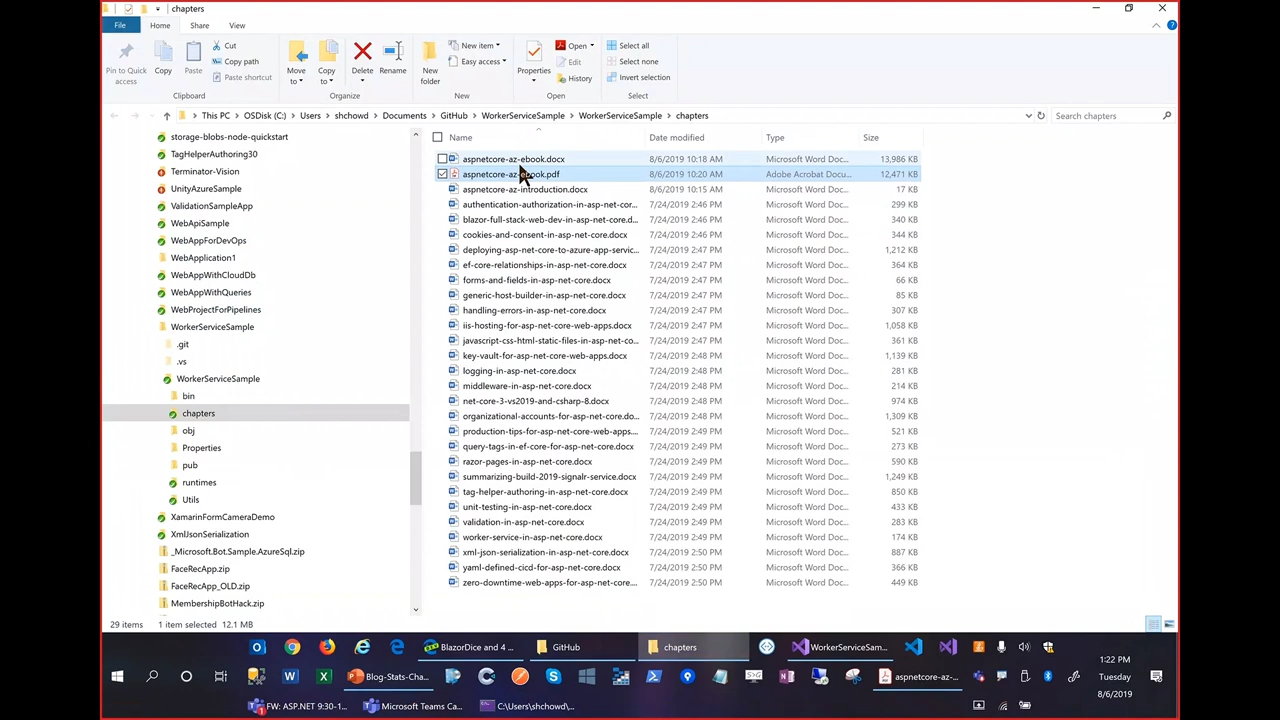 chapters
File Home Share View
Pin to Quick access
Copy
Paste
Cut
Copy path
Paste shortcut
Clipboard
Move to
Copy to
Delete
Rename
Organize
New folder
New item
Easy access
New
Properties
Open
Edit
History
Open
Select all
Select none
Invert selection
Select
This PC OSDisk (C:) Users shchowd Documents GitHub WorkerServiceSample WorkerServiceSample chapters
Search chapters
storage-blobs-node-quickstart
TagHelperAuthoring30
Terminator-Vision
UnityAzureSample
ValidationSampleApp
WebApiSample
WebAppForDevOps
WebApplication1
WebAppWithCloudDb
WebAppWithQueries
WebProjectForPipelines
WorkerServiceSample
.git
.vs
WorkerServiceSample
bin
chapters
obj
Properties
pub
runtimes
Utils
XamarinFormCameraDemo
XmlJsonSerialization
_Microsoft.Bot.Sample.AzureSql.zip
FaceRecApp.zip
FaceRecApp_OLD.zip
MembershipBotHack.zip
Name Date modified Type Size
aspnetcore-az-ebook.docx 8/6/2019 10:18 AM Microsoft Word Doc... 13,986 KB
aspnetcore-az-ebook.pdf 8/6/2019 10:20 AM Adobe Acrobat Docu... 12,471 KB
aspnetcore-az-introduction.docx 8/6/2019 10:15 AM Microsoft Word Doc... 17 KB
authentication-authorization-in-asp-net-cor... 7/24/2019 2:46 PM Microsoft Word Doc... 299 KB
blazor-full-stack-web-dev-in-asp-net-core.d... 7/24/2019 2:46 PM Microsoft Word Doc... 340 KB
cookies-and-consent-in-asp-net-core.docx 7/24/2019 2:46 PM Microsoft Word Doc... 344 KB
deploying-asp-net-core-to-azure-app-servic... 7/24/2019 2:47 PM Microsoft Word Doc... 1,212 KB
ef-core-relationships-in-asp-net-core.docx 7/24/2019 2:47 PM Microsoft Word Doc... 364 KB
forms-and-fields-in-asp-net-core.docx 7/24/2019 2:47 PM Microsoft Word Doc... 66 KB
generic-host-builder-in-asp-net-core.docx 7/24/2019 2:47 PM Microsoft Word Doc... 85 KB
handling-errors-in-asp-net-core.docx 7/24/2019 2:47 PM Microsoft Word Doc... 307 KB
iis-hosting-for-asp-net-core-web-apps.docx 7/24/2019 2:47 PM Microsoft Word Doc... 1,058 KB
javascript-css-html-static-files-in-asp-net-co... 7/24/2019 2:47 PM Microsoft Word Doc... 361 KB
key-vault-for-asp-net-core-web-apps.docx 7/24/2019 2:48 PM Microsoft Word Doc... 1,139 KB
logging-in-asp-net-core.docx 7/24/2019 2:48 PM Microsoft Word Doc... 281 KB
middleware-in-asp-net-core.docx 7/24/2019 2:48 PM Microsoft Word Doc... 214 KB
net-core-3-vs2019-and-csharp-8.docx 7/24/2019 2:48 PM Microsoft Word Doc... 974 KB
organizational-accounts-for-asp-net-core.do... 7/24/2019 2:48 PM Microsoft Word Doc... 1,309 KB
production-tips-for-asp-net-core-web-apps.... 7/24/2019 2:49 PM Microsoft Word Doc... 521 KB
query-tags-in-ef-core-for-asp-net-core.docx 7/24/2019 2:49 PM Microsoft Word Doc... 273 KB
razor-pages-in-asp-net-core.docx 7/24/2019 2:49 PM Microsoft Word Doc... 590 KB
summarizing-build-2019-signalr-service.docx 7/24/2019 2:49 PM Microsoft Word Doc... 1,249 KB
tag-helper-authoring-in-asp-net-core.docx 7/24/2019 2:49 PM Microsoft Word Doc... 850 KB
unit-testing-in-asp-net-core.docx 7/24/2019 2:49 PM Microsoft Word Doc... 433 KB
validation-in-asp-net-core.docx 7/24/2019 2:49 PM Microsoft Word Doc... 283 KB
worker-service-in-asp-net-core.docx 7/24/2019 2:49 PM Microsoft Word Doc... 174 KB
xml-json-serialization-in-asp-net-core.docx 7/24/2019 2:50 PM Microsoft Word Doc... 887 KB
yaml-defined-cicd-for-asp-net-core.docx 7/24/2019 2:50 PM Microsoft Word Doc... 366 KB
zero-downtime-web-apps-for-asp-net-core.... 7/24/2019 2:50 PM Microsoft Word Doc... 449 KB
29 items 1 item selected 12.1 MB
BlazorDice and 4 ... GitHub chapters WorkerServiceSam...
Blog-Stats-Cha... aspnetcore-az-...
FW: ASP.NET 9:30-1... Microsoft Teams Ca... C:\Users\shchowd\...
1:22 PM
Tuesday
8/6/2019